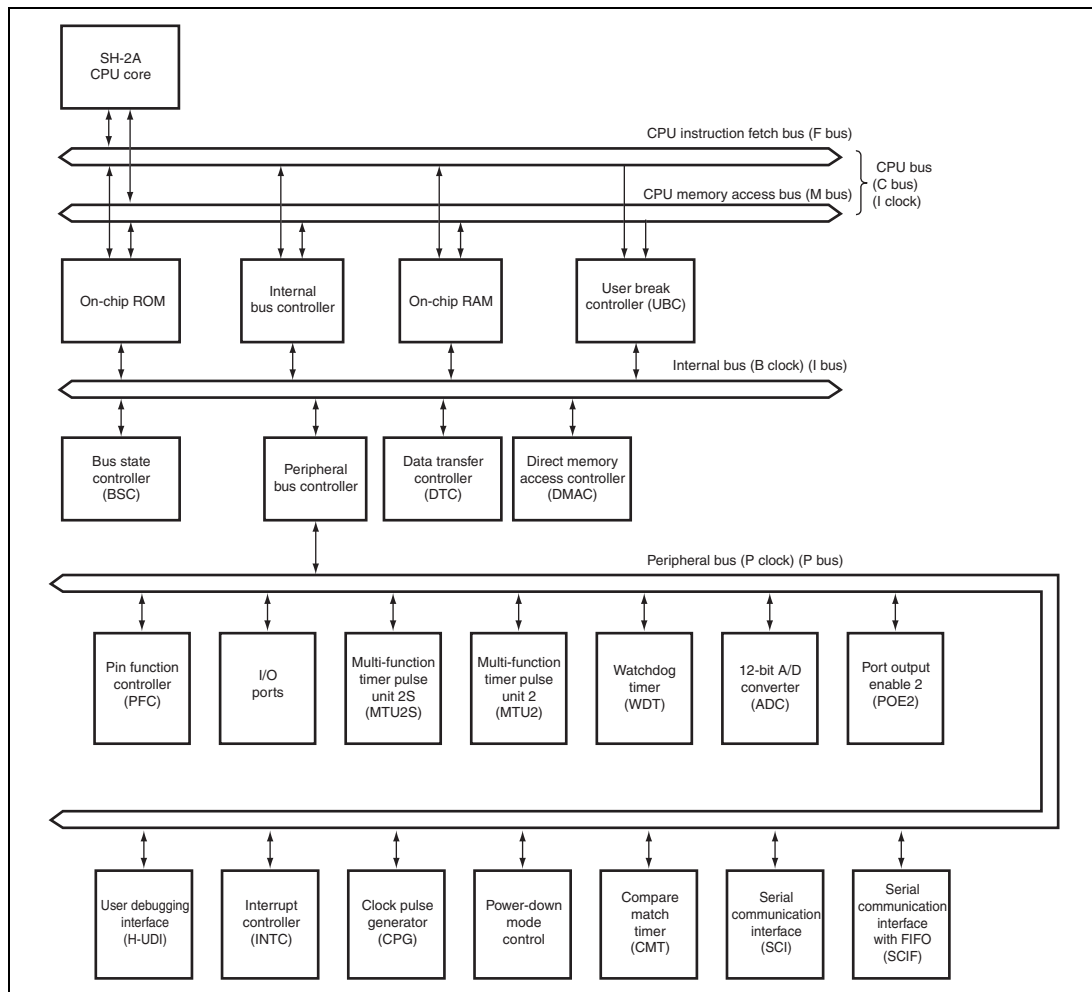 SH-2A
CPU core
CPU instruction fetch bus (F bus)
CPU bus
(C bus)
(I clock)
CPU memory access bus (M bus)
On-chip ROM
Internal
bus controller
On-chip RAM
User break
controller (UBC)
Internal bus (B clock) (I bus)
Bus state
controller
(BSC)
Peripheral
bus controller
Data transfer
controller
(DTC)
Direct memory
access controller
(DMAC)
Peripheral bus (P clock) (P bus)
Pin function
controller
(PFC)
I/O
ports
Multi-function
timer pulse
unit 2S
(MTU2S)
Multi-function
timer pulse
unit 2
(MTU2)
Watchdog
timer
(WDT)
12-bit A/D
converter
(ADC)
Port output
enable 2
(POE2)
User debugging
interface
(H-UDI)
Interrupt
controller
(INTC)
Clock pulse
generator
(CPG)
Power-down
mode
control
Compare
match
timer
(CMT)
Serial
communication
interface
(SCI)
Serial
communication
interface
with FIFO
(SCIF)